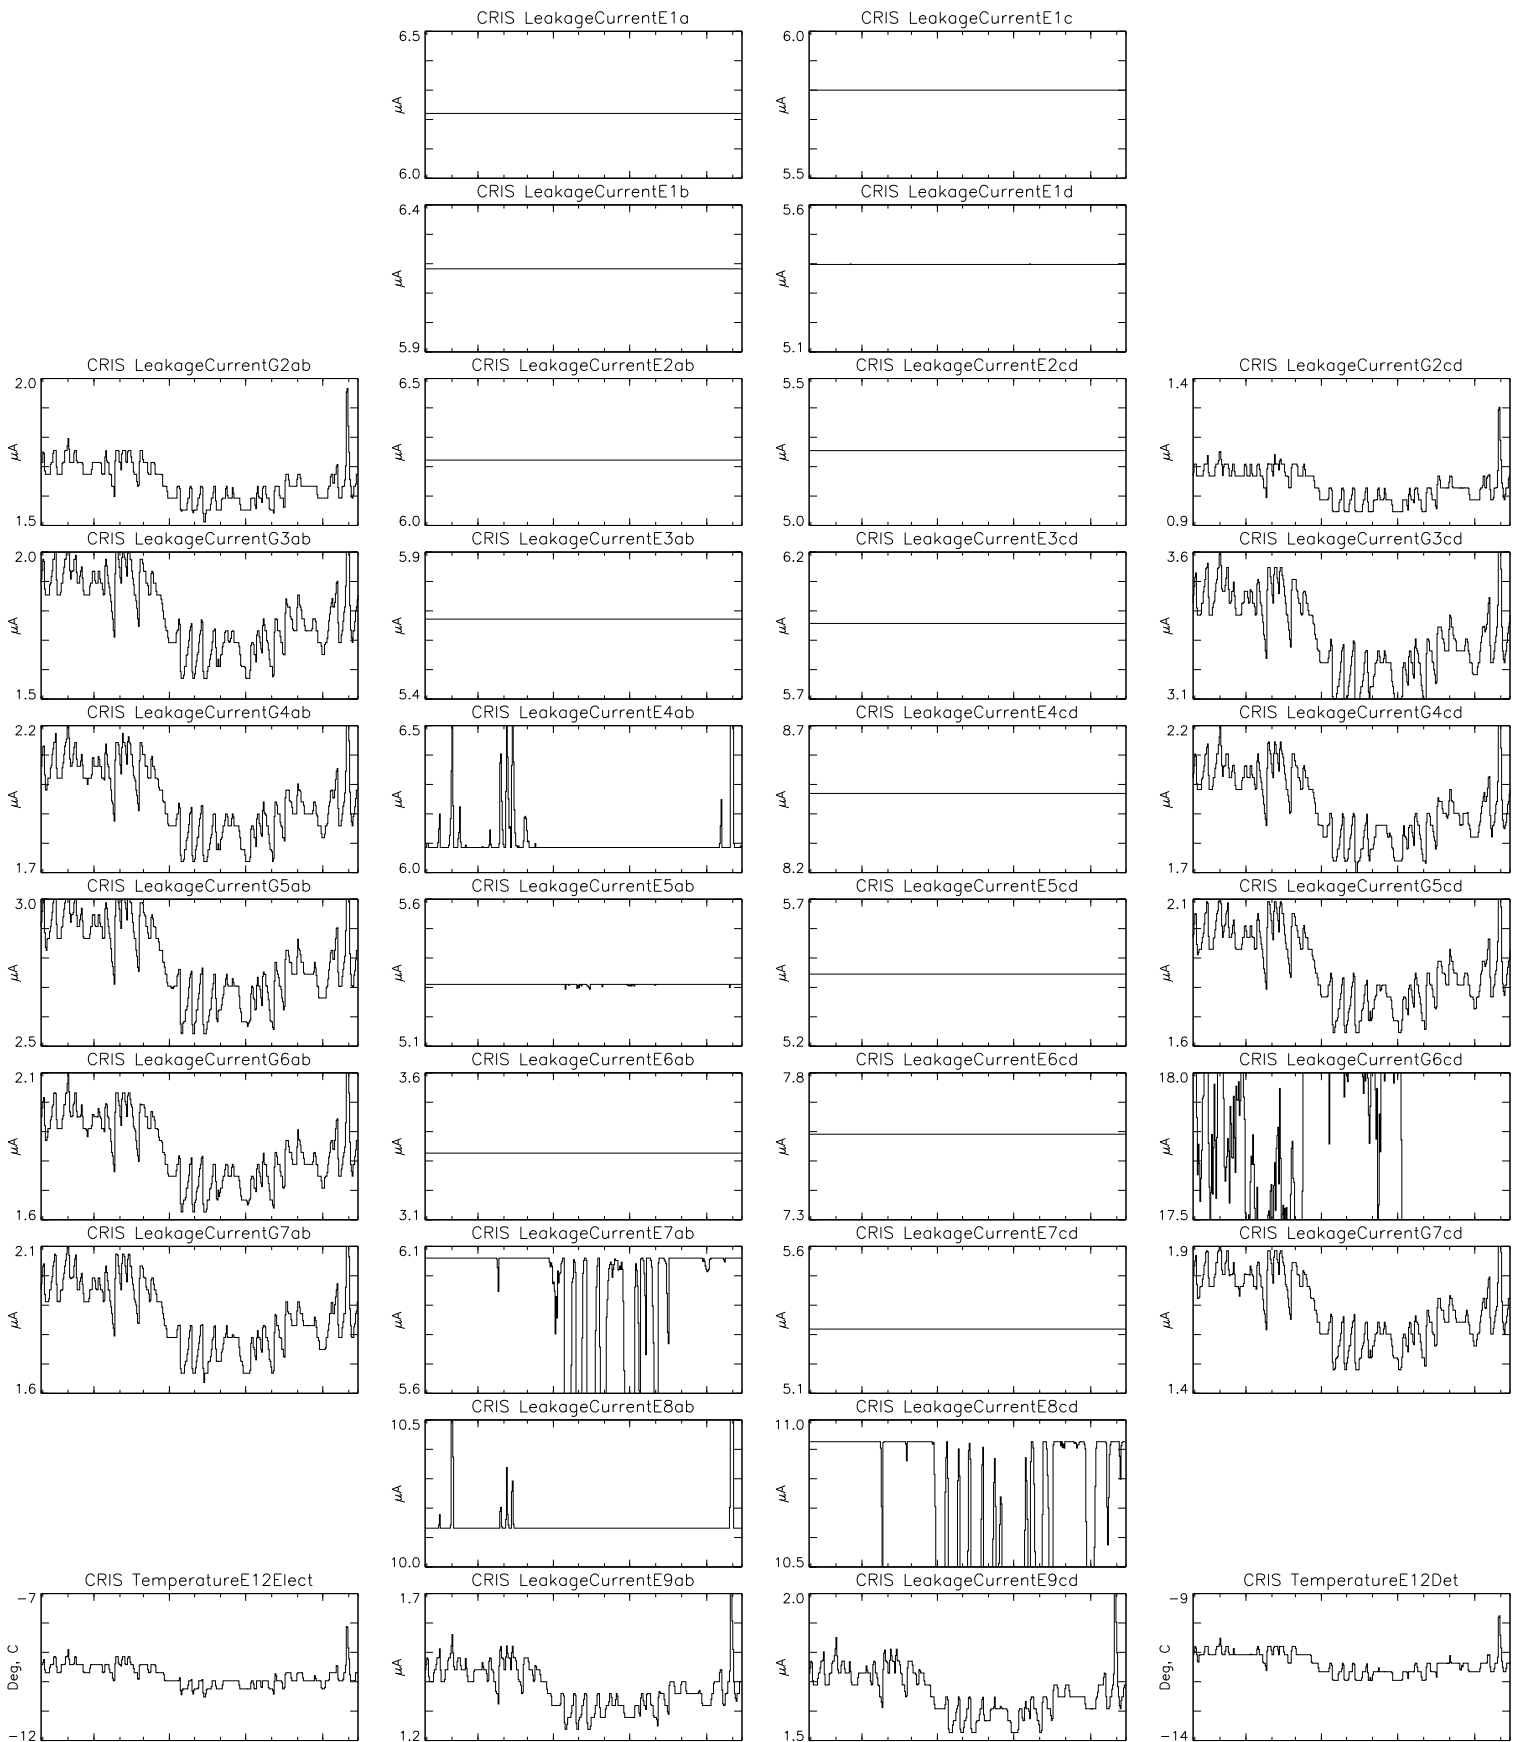 CRIS LeakageCurrentE1a CRIS LeakageCurrentE1c
6.5 6.0
μA μA
6.0 5.5
CRIS LeakageCurrentE1b CRIS LeakageCurrentE1d
6.4 5.6
μA μA
5.9 5.1
CRIS LeakageCurrentG2ab CRIS LeakageCurrentE2ab CRIS LeakageCurrentE2cd CRIS LeakageCurrentG2cd
2.0 6.5 5.5 1.4
μA μA μA μA
1.5 6.0 5.0 0.9
CRIS LeakageCurrentG3ab CRIS LeakageCurrentE3ab CRIS LeakageCurrentE3cd CRIS LeakageCurrentG3cd
2.0 5.9 6.2 3.6
μA μA μA μA
1.5 5.4 5.7 3.1
CRIS LeakageCurrentG4ab CRIS LeakageCurrentE4ab CRIS LeakageCurrentE4cd CRIS LeakageCurrentG4cd
2.2 6.5 8.7 2.2
μA μA μA μA
1.7 6.0 8.2 1.7
CRIS LeakageCurrentG5ab CRIS LeakageCurrentE5ab CRIS LeakageCurrentE5cd CRIS LeakageCurrentG5cd
3.0 5.6 5.7 2.1
μA μA μA μA
2.5 5.1 5.2 1.6
CRIS LeakageCurrentG6ab CRIS LeakageCurrentE6ab CRIS LeakageCurrentE6cd CRIS LeakageCurrentG6cd
2.1 3.6 7.8 18.0
μA μA μA μA
1.6 3.1 7.3 17.5
CRIS LeakageCurrentG7ab CRIS LeakageCurrentE7ab CRIS LeakageCurrentE7cd CRIS LeakageCurrentG7cd
2.1 6.1 5.6 1.9
μA μA μA μA
1.6 5.6 5.1 1.4
CRIS LeakageCurrentE8ab CRIS LeakageCurrentE8cd
10.5 11.0
μA μA
10.0 10.5
CRIS TemperatureE12Elect CRIS LeakageCurrentE9ab CRIS LeakageCurrentE9cd CRIS TemperatureE12Det
-7 1.7 2.0 -9
Deg, C μA μA Deg, C
-12 1.2 1.5 -14